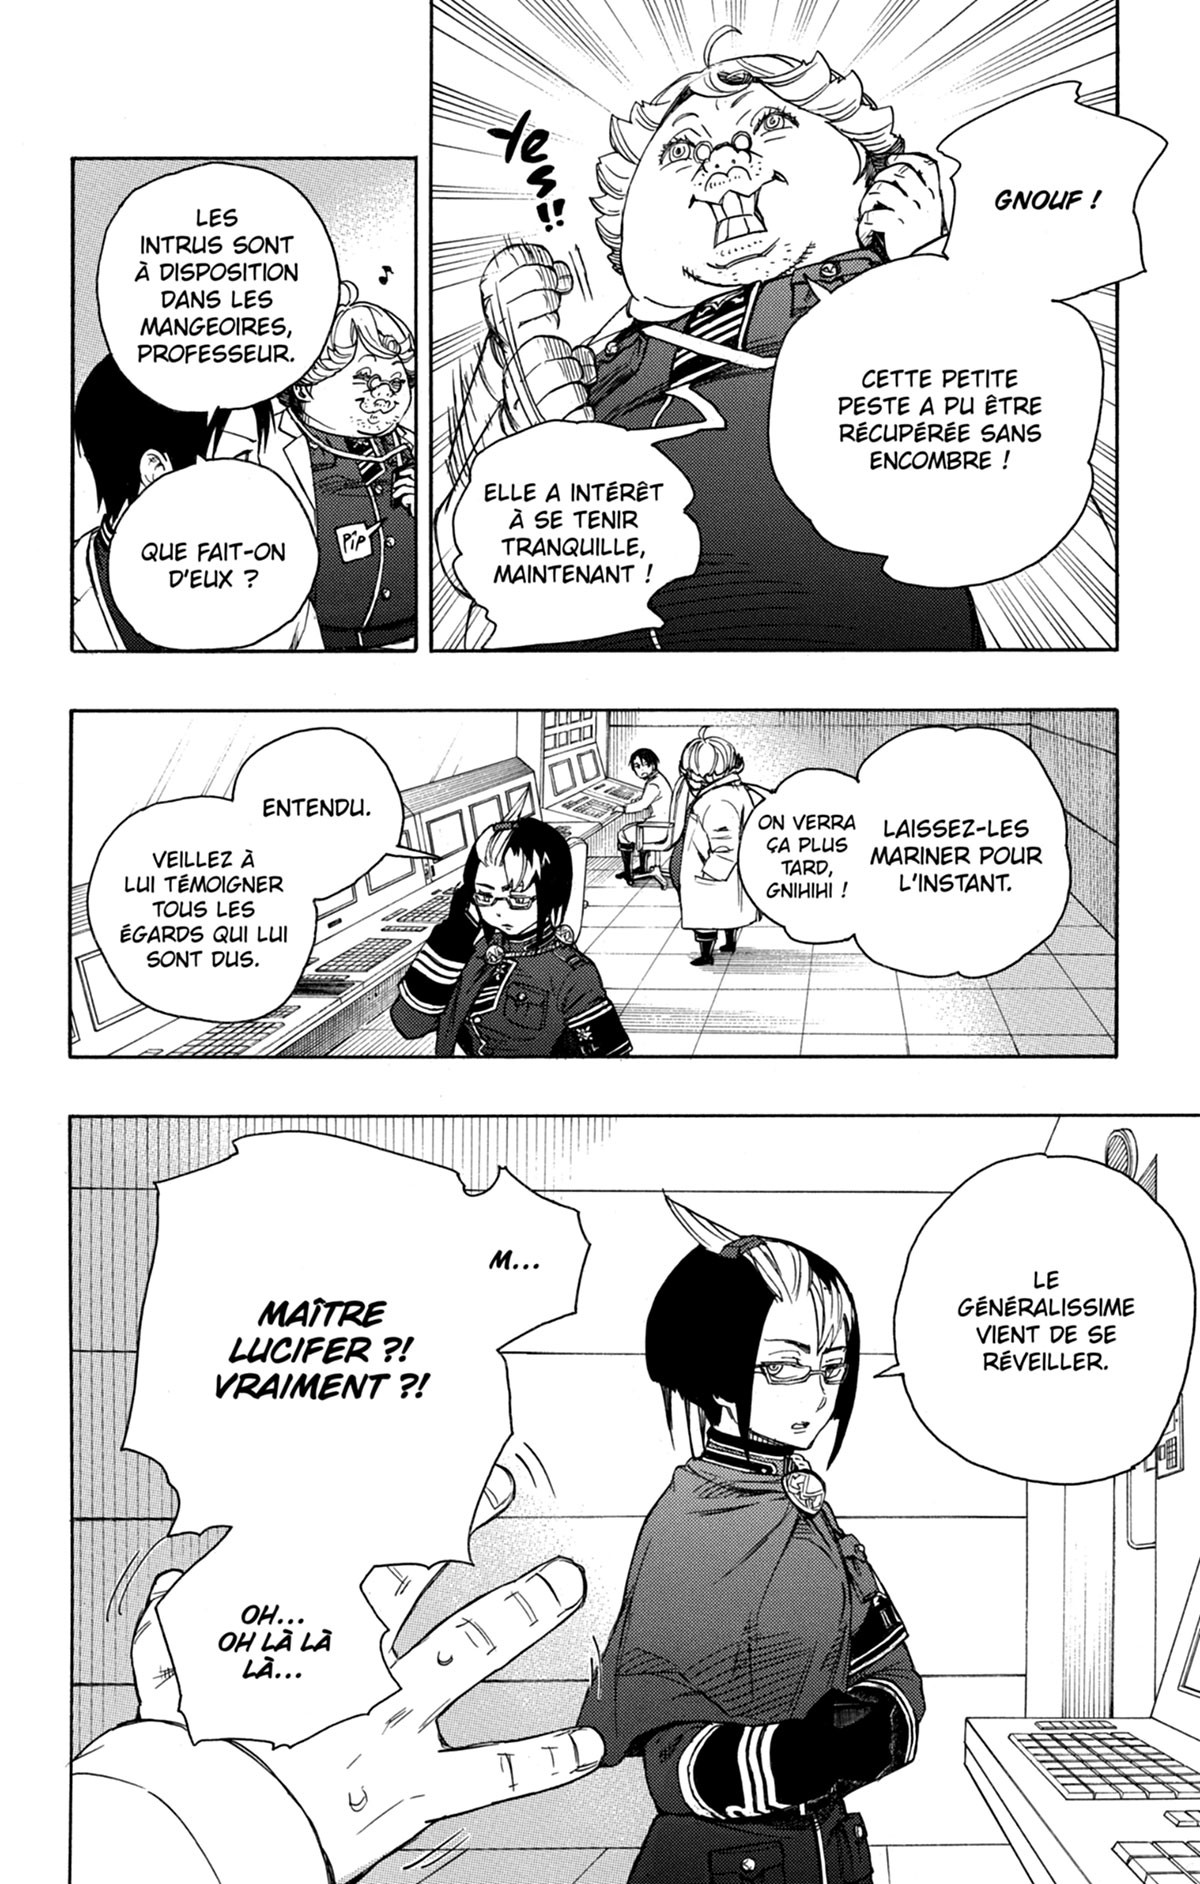 GNOUF !
Yes!!
CETTE PETITE
PESTE A PU ÊTRE
RÉCUPÉRÉE SANS
ENCOMBRE !
ELLE A INTÉRÊT
À SE TENIR
TRANQUILLE,
MAINTENANT !
LES
INTRUS SONT
À DISPOSITION
DANS LES
MANGEOIRES,
PROFESSEUR.
PIP
QUE FAIT-ON
D'EUX ?
LAISSEZ-LES
MARINER POUR
L'INSTANT.
ON VERRA
ÇA PLUS
TARD,
GNIHIHI !
ENTENDU.
VEILLEZ À
LUI TÉMOIGNER
TOUS LES
ÉGARDS QUI LUI
SONT DUS.
LE
GÉNÉRALISSIME
VIENT DE SE
RÉVEILLER.
M...
MAÎTRE
LUCIFER ?!
VRAIMENT ?!
OH...
OH LÀ LÀ
LÀ...